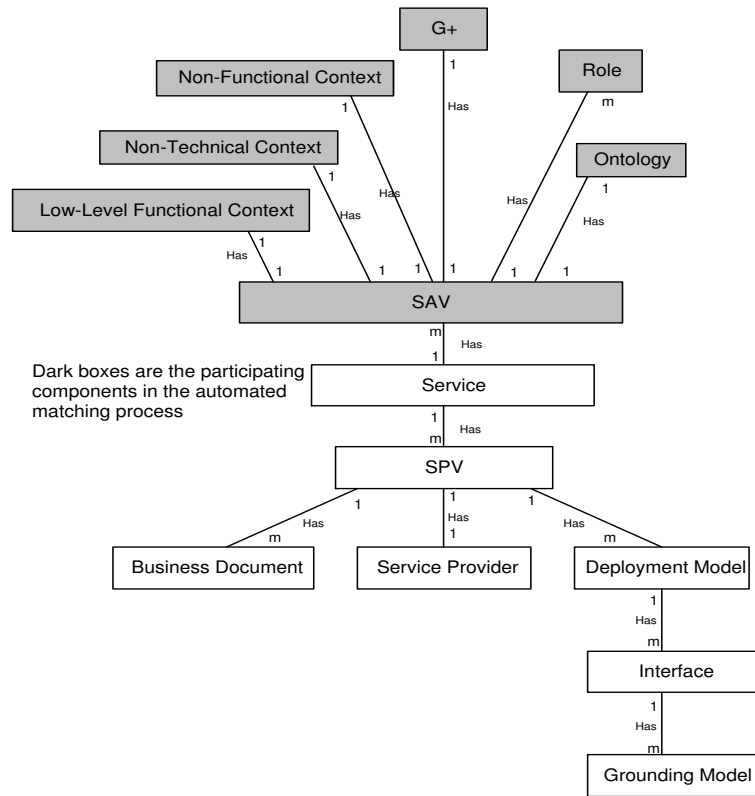 G+
1
Non-Functional Context
Role
1
m
Has
Non-Technical Context
Ontology
1
1
Has
Low-Level Functional Context
Has
Has
Has
1
Has
1
1
1
1
1
1
SAV
m
Has
1
Dark boxes are the participating
components in the automated
matching process
Service
1
Has
m
SPV
1
1
1
Has
Has
Has
m
1
m
Business Document
Service Provider
Deployment Model
1
Has
m
Interface
1
Has
m
Grounding Model